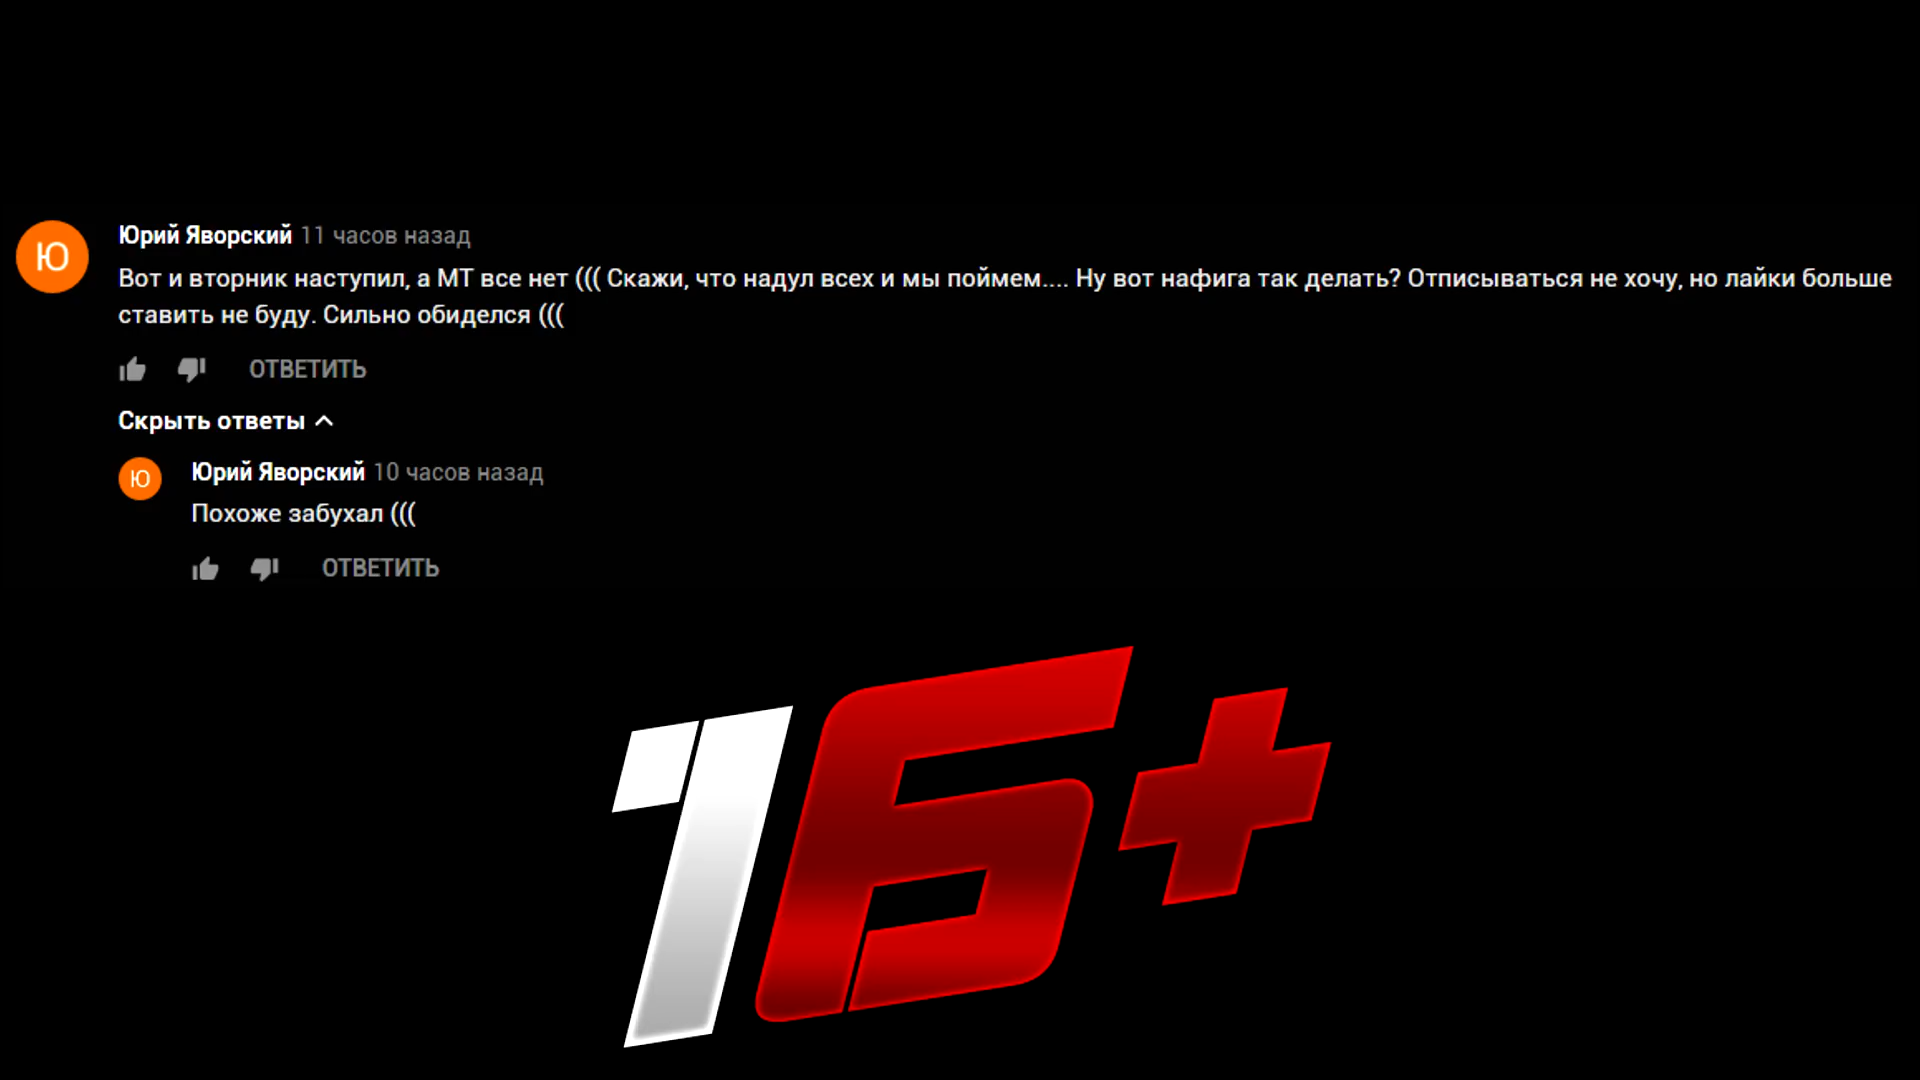 Ю
Юрий Яворский 11 часов назад
Вот и вторник наступил, а МТ все нет ((( Скажи, что надул всех и мы поймем.... Ну вот нафига так делать? Отписываться не хочу, но лайки больше
ставить не буду. Сильно обиделся (((
ОТВЕТИТЬ
Скрыть ответы
Ю
Юрий Яворский 10 часов назад
Похоже забухал (((
ОТВЕТИТЬ
16+